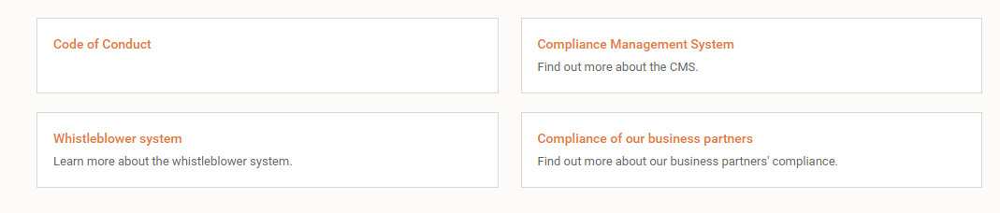 Code of Conduct
Compliance Management System
Find out more about the CMS.
Whistleblower system
Learn more about the whistleblower system.
Compliance of our business partners
Find out more about our business partners' compliance.